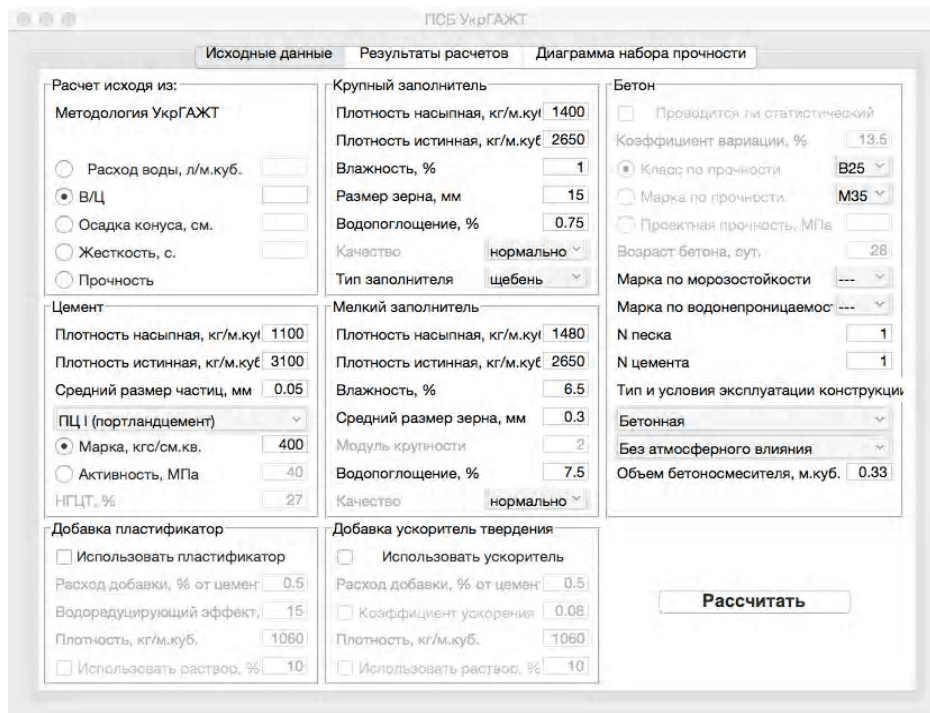 ПСБ УкрГАЖТ
Исходные данные Результаты расчетов Диаграмма набора прочности
Расчет исходя из:
Методология УкрГАЖТ
Расход воды, л/м.куб.
В/Ц
Осадка конуса, см.
Жесткость, с.
Прочность
Цемент
Плотность насыпная, кг/м.куб 1100
Плотность истинная, кг/м.куб 3100
Средний размер частиц, мм 0.05
ПЦ I (портландцемент)
Марка, кгс/см.кв. 400
Активность, МПа 40
НГЦТ, % 27
Добавка пластификатор
Использовать пластификатор
Расход добавки, % от цемент 0.5
Водоредуцирующий эффект, 15
Плотность, кг/м.куб. 1060
Использовать раствор, % 10
Крупный заполнитель
Плотность насыпная, кг/м.куб 1400
Плотность истинная, кг/м.куб 2650
Влажность, % 1
Размер зерна, мм 15
Водопоглощение, % 0.75
Качество нормально
Тип заполнителя щебень
Мелкий заполнитель
Плотность насыпная, кг/м.куб 1480
Плотность истинная, кг/м.куб 2650
Влажность, % 6.5
Средний размер зерна, мм 0.3
Модуль крупности 2
Водопоглощение, % 7.5
Качество нормально
Добавка ускоритель твердения
Использовать ускоритель
Расход добавки, % от цемент 0.5
Коэффициент ускорения 0.08
Плотность, кг/м.куб. 1060
Использовать раствор, % 10
Бетон
Проводится ли статистический
Коэффициент вариации, % 13.5
Класс по прочности B25
Марка по прочности M35
Проектная прочность, МПа
Возраст бетона, сут. 28
Марка по морозостойкости ---
Марка по водонепроницаемос ---
N песка 1
N цемента 1
Тип и условия эксплуатации конструкции
Бетонная
Без атмосферного влияния
Объем бетоносмесителя, м.куб. 0.33
Рассчитать